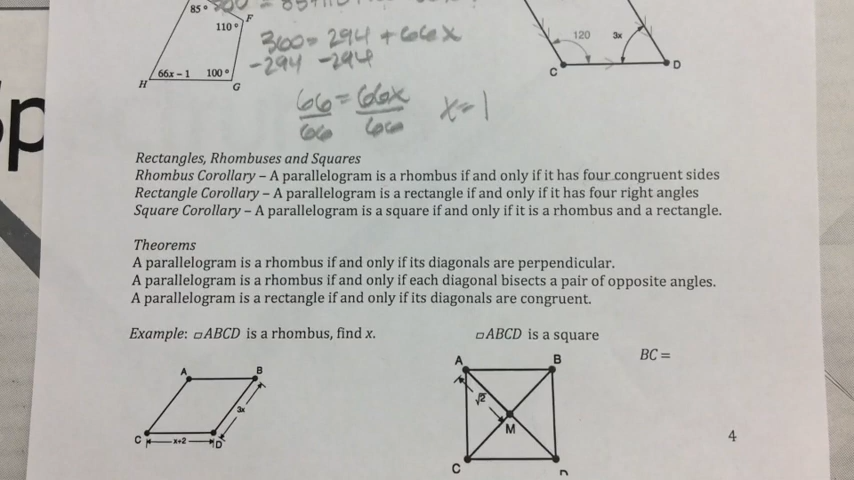 85°
F
110°
360 = 294 + 66x
-294 -294
66x – 1 100°
H
G
66 = 66x
66 66
x = 1
120 3x
C D
Rectangles, Rhombuses and Squares
Rhombus Corollary – A parallelogram is a rhombus if and only if it has four congruent sides
Rectangle Corollary – A parallelogram is a rectangle if and only if it has four right angles
Square Corollary – A parallelogram is a square if and only if it is a rhombus and a rectangle.
Theorems
A parallelogram is a rhombus if and only if its diagonals are perpendicular.
A parallelogram is a rhombus if and only if each diagonal bisects a pair of opposite angles.
A parallelogram is a rectangle if and only if its diagonals are congruent.
Example: ▱ABCD is a rhombus, find x.
▱ABCD is a square
BC =
A B
3x
C x+2 D
A B
√2
M
C D
4